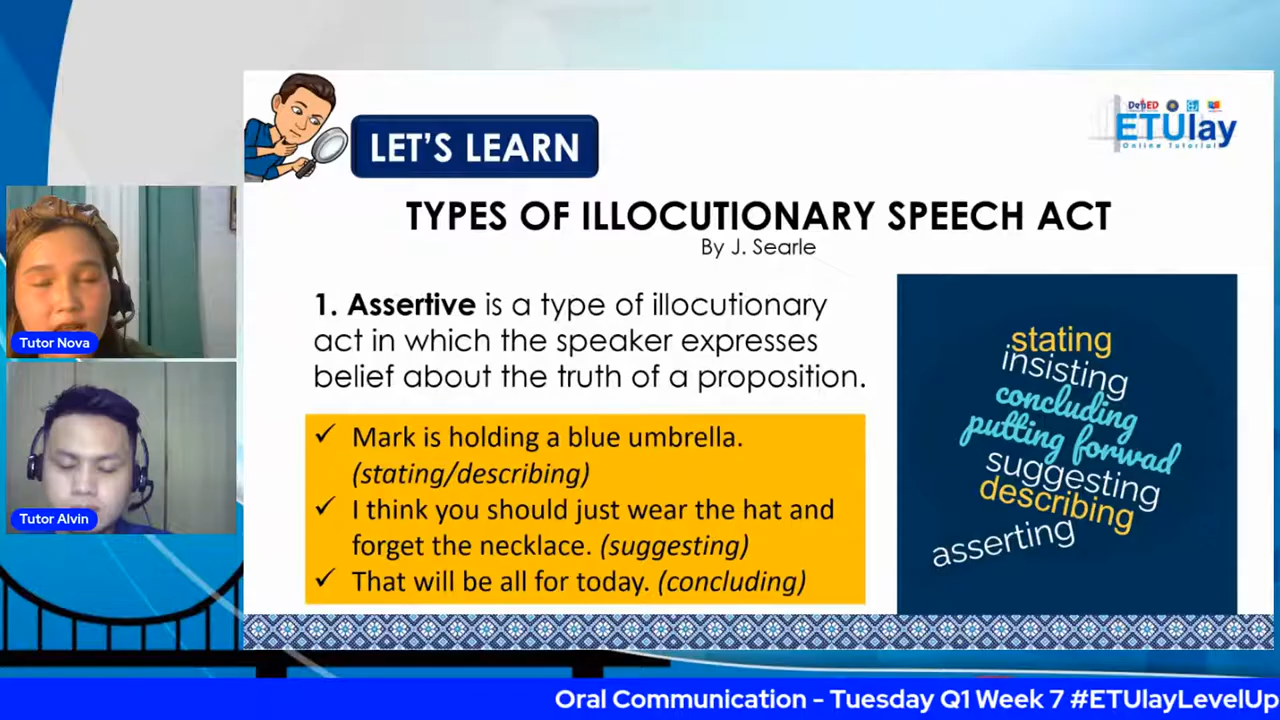 LET'S LEARN
DepED
ETUlay
Online Tutorial
TYPES OF ILLOCUTIONARY SPEECH ACT
By J. Searle
1. Assertive is a type of illocutionary
act in which the speaker expresses
belief about the truth of a proposition.
✓ Mark is holding a blue umbrella.
(stating/describing)
✓ I think you should just wear the hat and
forget the necklace. (suggesting)
✓ That will be all for today. (concluding)
stating
insisting
concluding
putting forwad
suggesting
describing
asserting
Tutor Nova
Tutor Alvin
Oral Communication - Tuesday Q1 Week 7 #ETUlayLevelUp